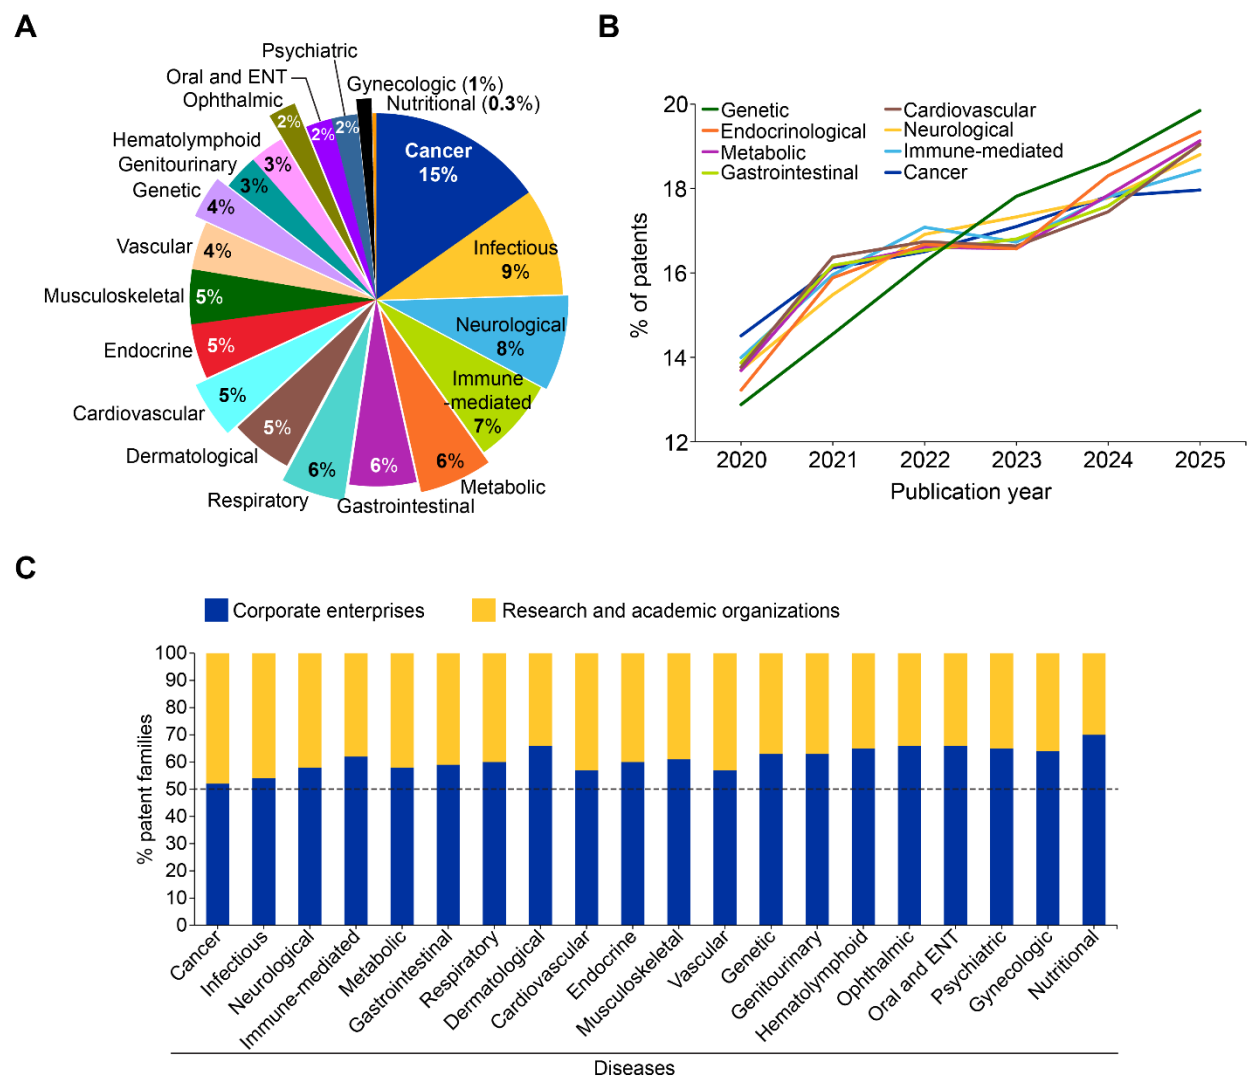 A
Psychiatric
Oral and ENT
Gynecologic (1%)
Ophthalmic
Nutritional (0.3%)
2%
2%
2%
Hematolymphoid
3%
Genitourinary
3%
Genetic
4%
Vascular
4%
Musculoskeletal
5%
Endocrine
5%
Cardiovascular
5%
Dermatological
5%
Respiratory
6%
Gastrointestinal
6%
Metabolic
6%
Immune
-mediated
7%
Neurological
8%
Infectious
9%
Cancer
15%
B
% of patents
20
18
16
14
12
Genetic
Endocrinological
Metabolic
Gastrointestinal
Cardiovascular
Neurological
Immune-mediated
Cancer
2020 2021 2022 2023 2024 2025
Publication year
C
Corporate enterprises
Research and academic organizations
% patent families
100
90
80
70
60
50
40
30
20
10
0
Cancer
Infectious
Neurological
Immune-mediated
Metabolic
Gastrointestinal
Respiratory
Dermatological
Cardiovascular
Endocrine
Musculoskeletal
Vascular
Genetic
Genitourinary
Hematolymphoid
Ophthalmic
Oral and ENT
Psychiatric
Gynecologic
Nutritional
Diseases